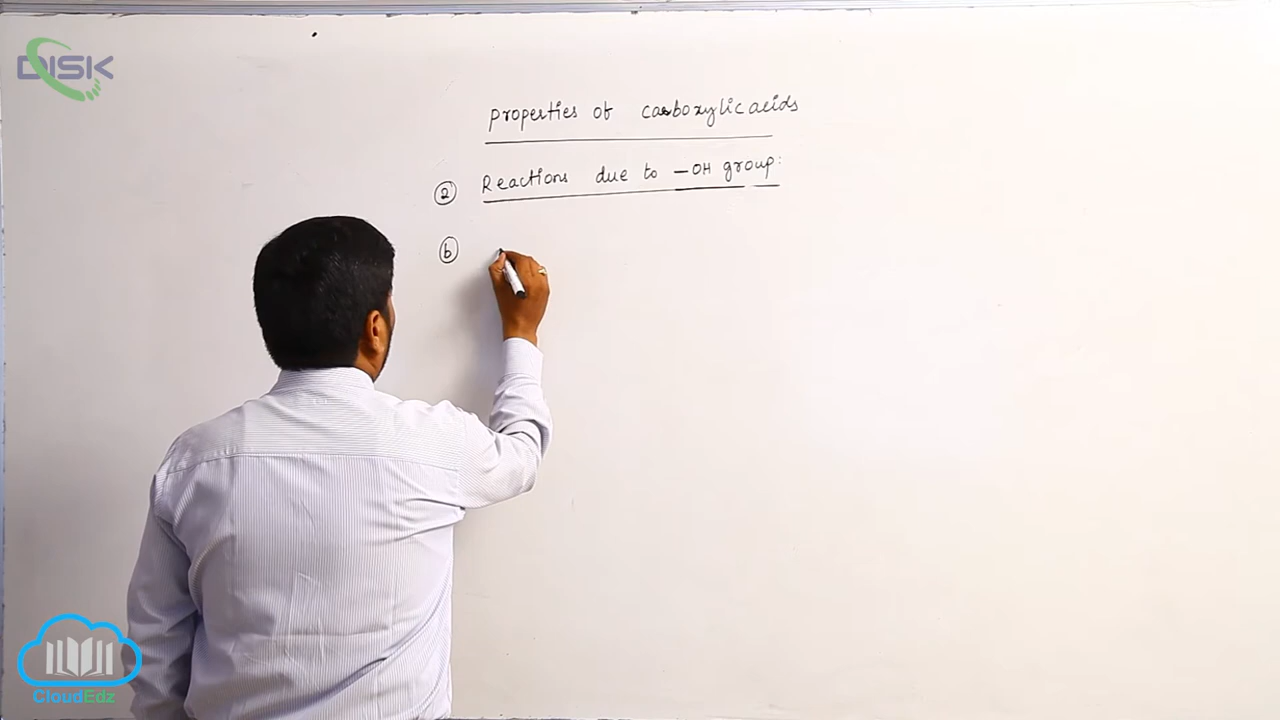 DISK
properties of carboxylic acids
(a) Reactions due to —OH group:
(b)
CloudEdz